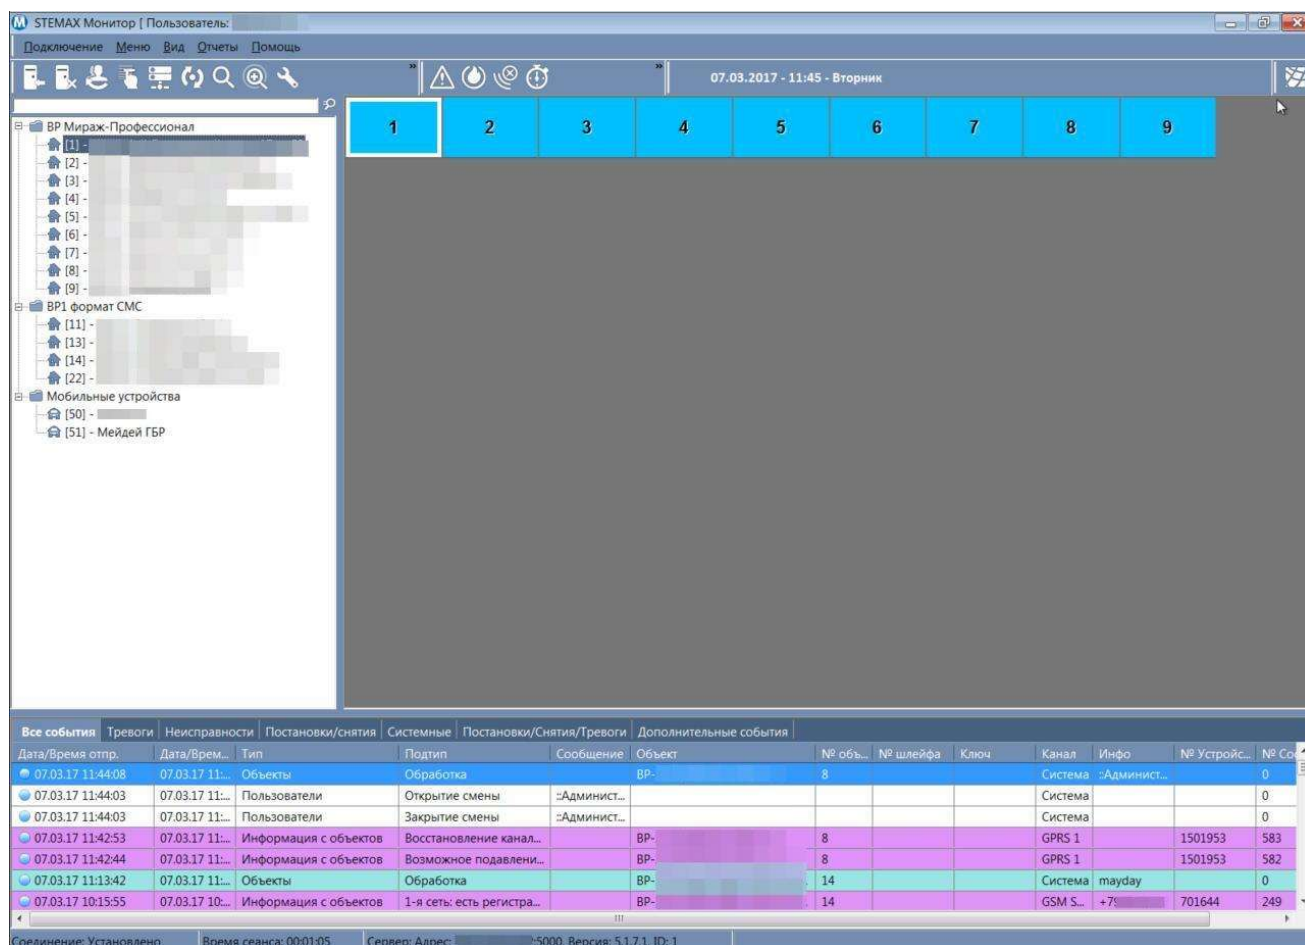 STEMAX Монитор [ Пользователь:
Подключение Меню Вид Отчеты Помощь
07.03.2017 - 11:45 - Вторник
ВР Мираж-Профессионал
[1] -
[2] -
[3] -
[4] -
[5] -
[6] -
[7] -
[8] -
[9] -
ВР1 формат СМС
[11] -
[13] -
[14] -
[22] -
Мобильные устройства
[50] -
[51] - Мейдей ГБР
1 2 3 4 5 6 7 8 9
Все события Тревоги Неисправности Постановки/снятия Системные Постановки/Снятия/Тревоги Дополнительные события
Дата/Время отпр. Дата/Врем... Тип Подтип Сообщение Объект № объ... № шлейфа Ключ Канал Инфо № Устройс... № Со
07.03.17 11:44:08 07.03.17 11:... Объекты Обработка ВР- 8 Система ::Админист... 0
07.03.17 11:44:03 07.03.17 11:... Пользователи Открытие смены ::Админист... Система 0
07.03.17 11:44:03 07.03.17 11:... Пользователи Закрытие смены ::Админист... Система 0
07.03.17 11:42:53 07.03.17 11:... Информация с объектов Восстановление канал... ВР- 8 GPRS 1 1501953 583
07.03.17 11:42:44 07.03.17 11:... Информация с объектов Возможное подавлени... ВР- 8 GPRS 1 1501953 582
07.03.17 11:13:42 07.03.17 11:... Объекты Обработка ВР- 14 Система mayday 0
07.03.17 10:15:55 07.03.17 10:... Информация с объектов 1-я сеть: есть регистра... ВР- 14 GSM S... +79 701644 249
Соединение: Установлено Время сеанса: 00:01:05 Сервер: Адрес: :5000, Версия: 5.1.7.1, ID: 1